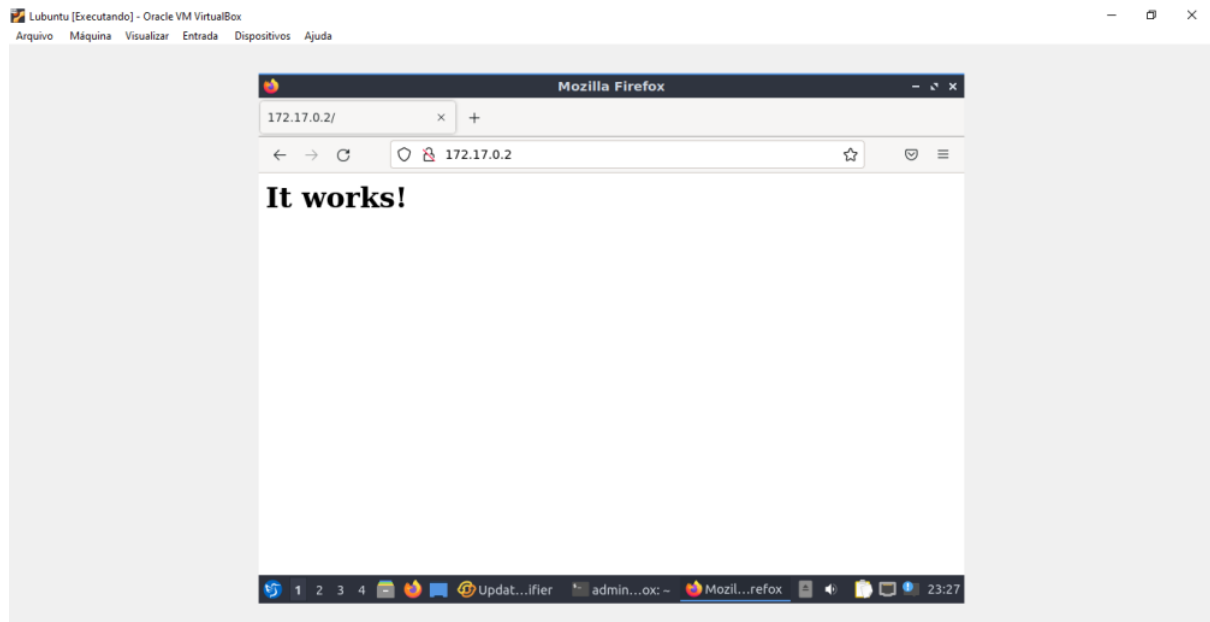 Lubuntu [Executando] - Oracle VM VirtualBox
Arquivo Máquina Visualizar Entrada Dispositivos Ajuda
Mozilla Firefox
172.17.0.2/
172.17.0.2
It works!
1 2 3 4 Updat...ifier admin...ox: ~ Mozil...refox 23:27